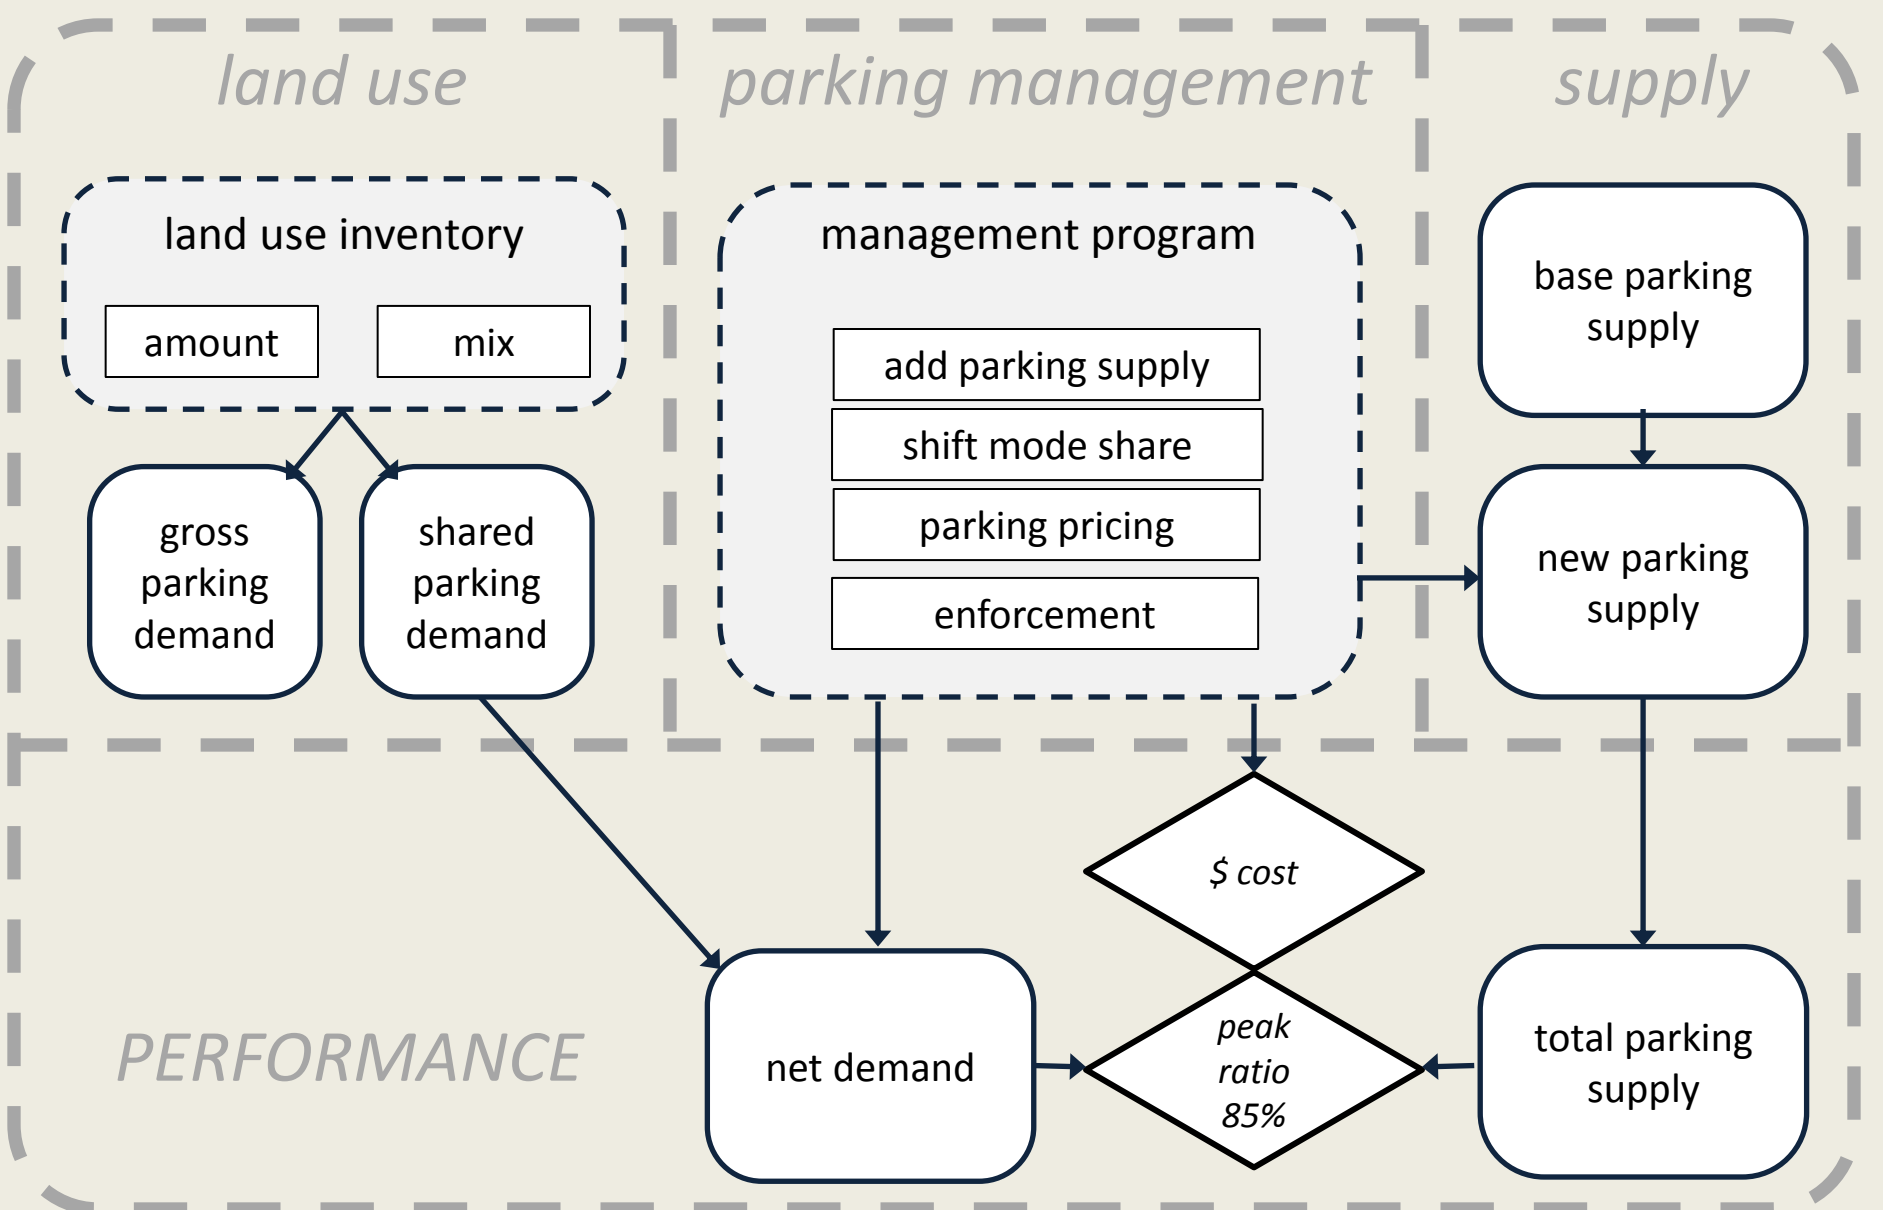 land use
parking management
supply
land use inventory
amount
mix
gross
parking
demand
shared
parking
demand
management program
add parking supply
shift mode share
parking pricing
enforcement
base parking
supply
new parking
supply
PERFORMANCE
net demand
$ cost
peak
ratio
85%
total parking
supply